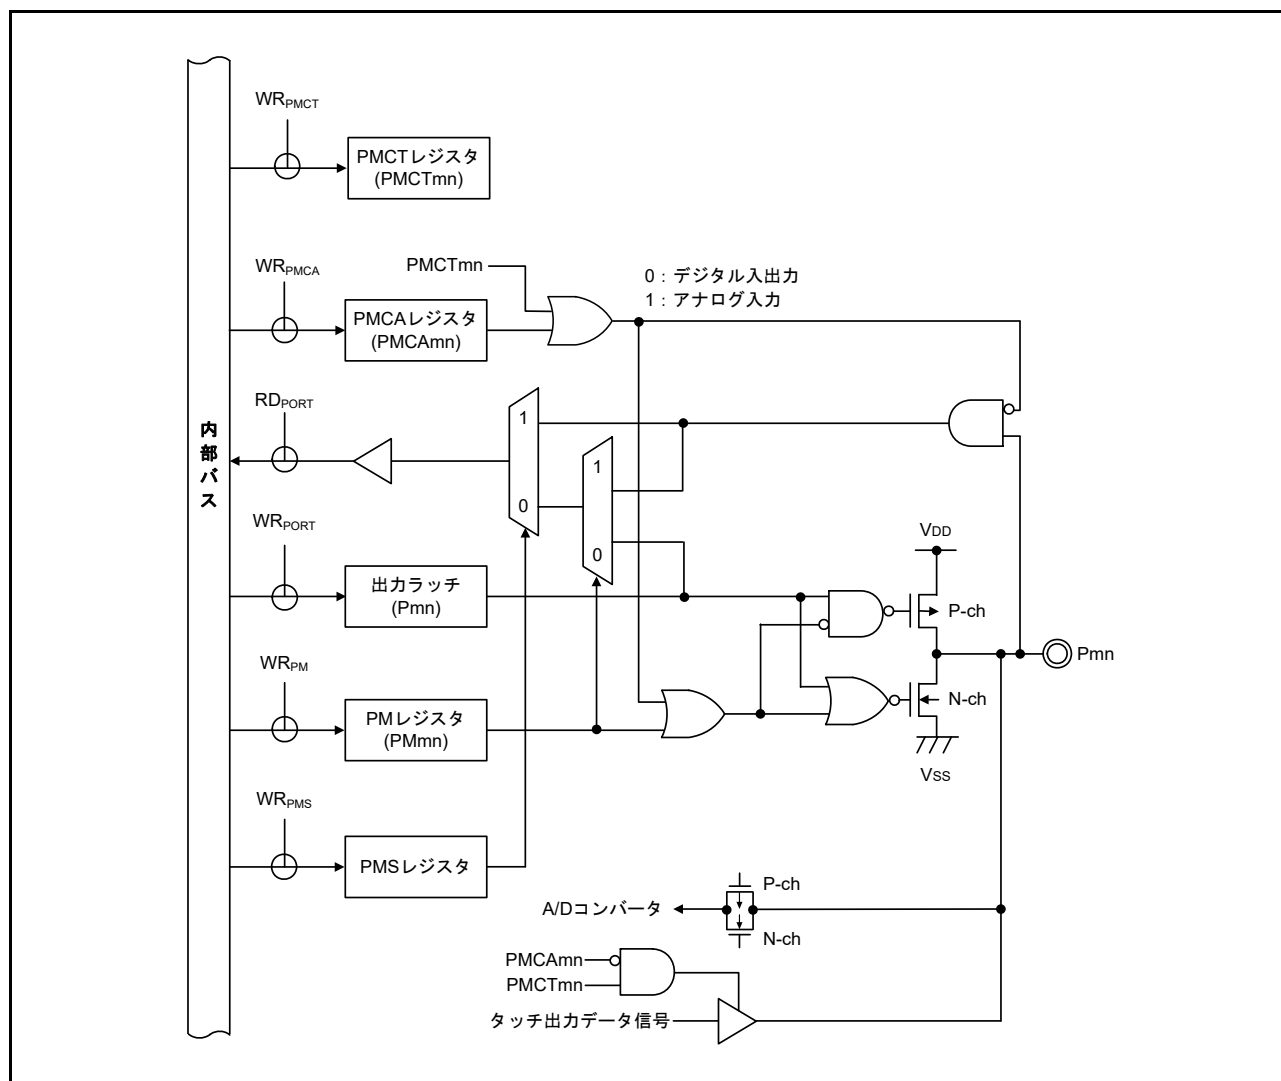 WRPMCT
PMCTレジスタ
(PMCTmn)
WRPMCA
PMCTmn
0：デジタル入出力
1：アナログ入力
PMCAレジスタ
(PMCAmn)
RDPORT
1
0
1
0
内部バス
WRPORT
出力ラッチ
(Pmn)
VDD
P-ch
Pmn
N-ch
VSS
WRPM
PMレジスタ
(PMmn)
WRPMS
PMSレジスタ
P-ch
A/Dコンバータ
N-ch
PMCAmn
PMCTmn
タッチ出力データ信号